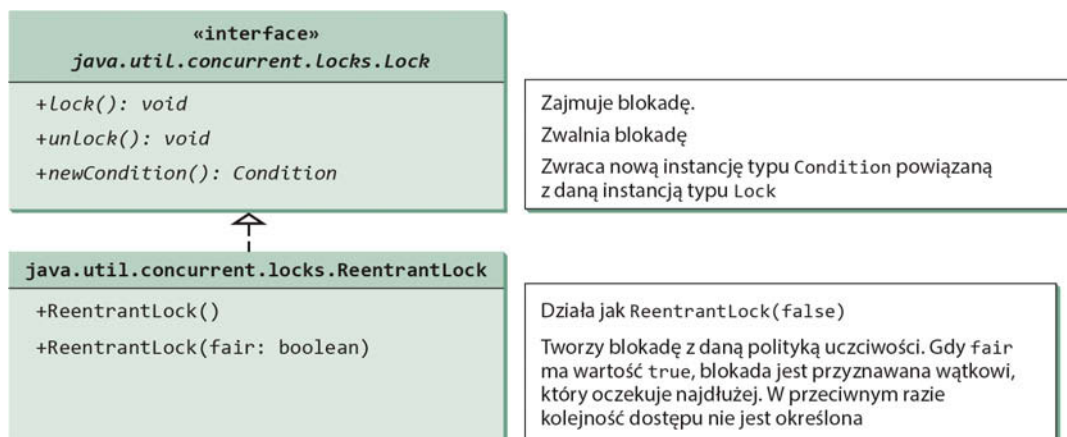 «interface»
java.util.concurrent.locks.Lock
+lock(): void
+unlock(): void
+newCondition(): Condition
Zajmuje blokadę.
Zwalnia blokadę
Zwraca nową instancję typu Condition powiązaną
z daną instancją typu Lock
java.util.concurrent.locks.ReentrantLock
+ReentrantLock()
+ReentrantLock(fair: boolean)
Działa jak ReentrantLock(false)
Tworzy blokadę z daną polityką uczciwości. Gdy fair
ma wartość true, blokada jest przyznawana wątkowi,
który oczekuje najdłużej. W przeciwnym razie
kolejność dostępu nie jest określona